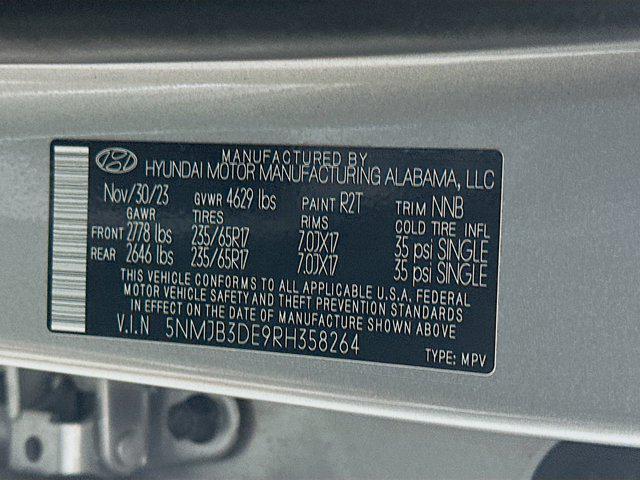 MANUFACTURED BY
HYUNDAI MOTOR MANUFACTURING ALABAMA, LLC
Nov/30/23 GVWR 4629 lbs PAINT R2T TRIM NNB
GAWR TIRES RIMS COLD TIRE INFL
FRONT 2778 lbs 235/65R17 7.0JX17 35 psi SINGLE
REAR 2646 lbs 235/65R17 7.0JX17 35 psi SINGLE
THIS VEHICLE CONFORMS TO ALL APPLICABLE U.S.A. FEDERAL
MOTOR VEHICLE SAFETY AND THEFT PREVENTION STANDARDS
IN EFFECT ON THE DATE OF MANUFACTURE SHOWN ABOVE
V.I.N 5NMJB3DE9RH358264
TYPE: MPV